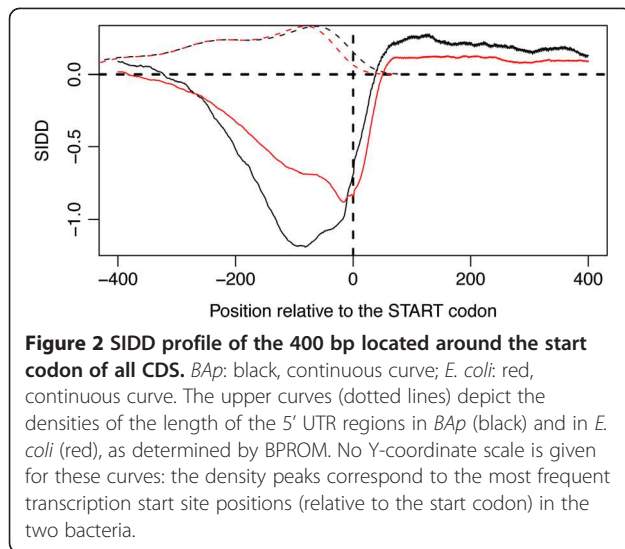 0.0
−0.5
−1.0
SIDD
−400
−200
0
200
400
Position relative to the START codon
Figure 2 SIDD profile of the 400 bp located around the start
codon of all CDS. BAp: black, continuous curve; E. coli: red,
continuous curve. The upper curves (dotted lines) depict the
densities of the length of the 5’ UTR regions in BAp (black) and in E.
coli (red), as determined by BPROM. No Y-coordinate scale is given
for these curves: the density peaks correspond to the most frequent
transcription start site positions (relative to the start codon) in the
two bacteria.